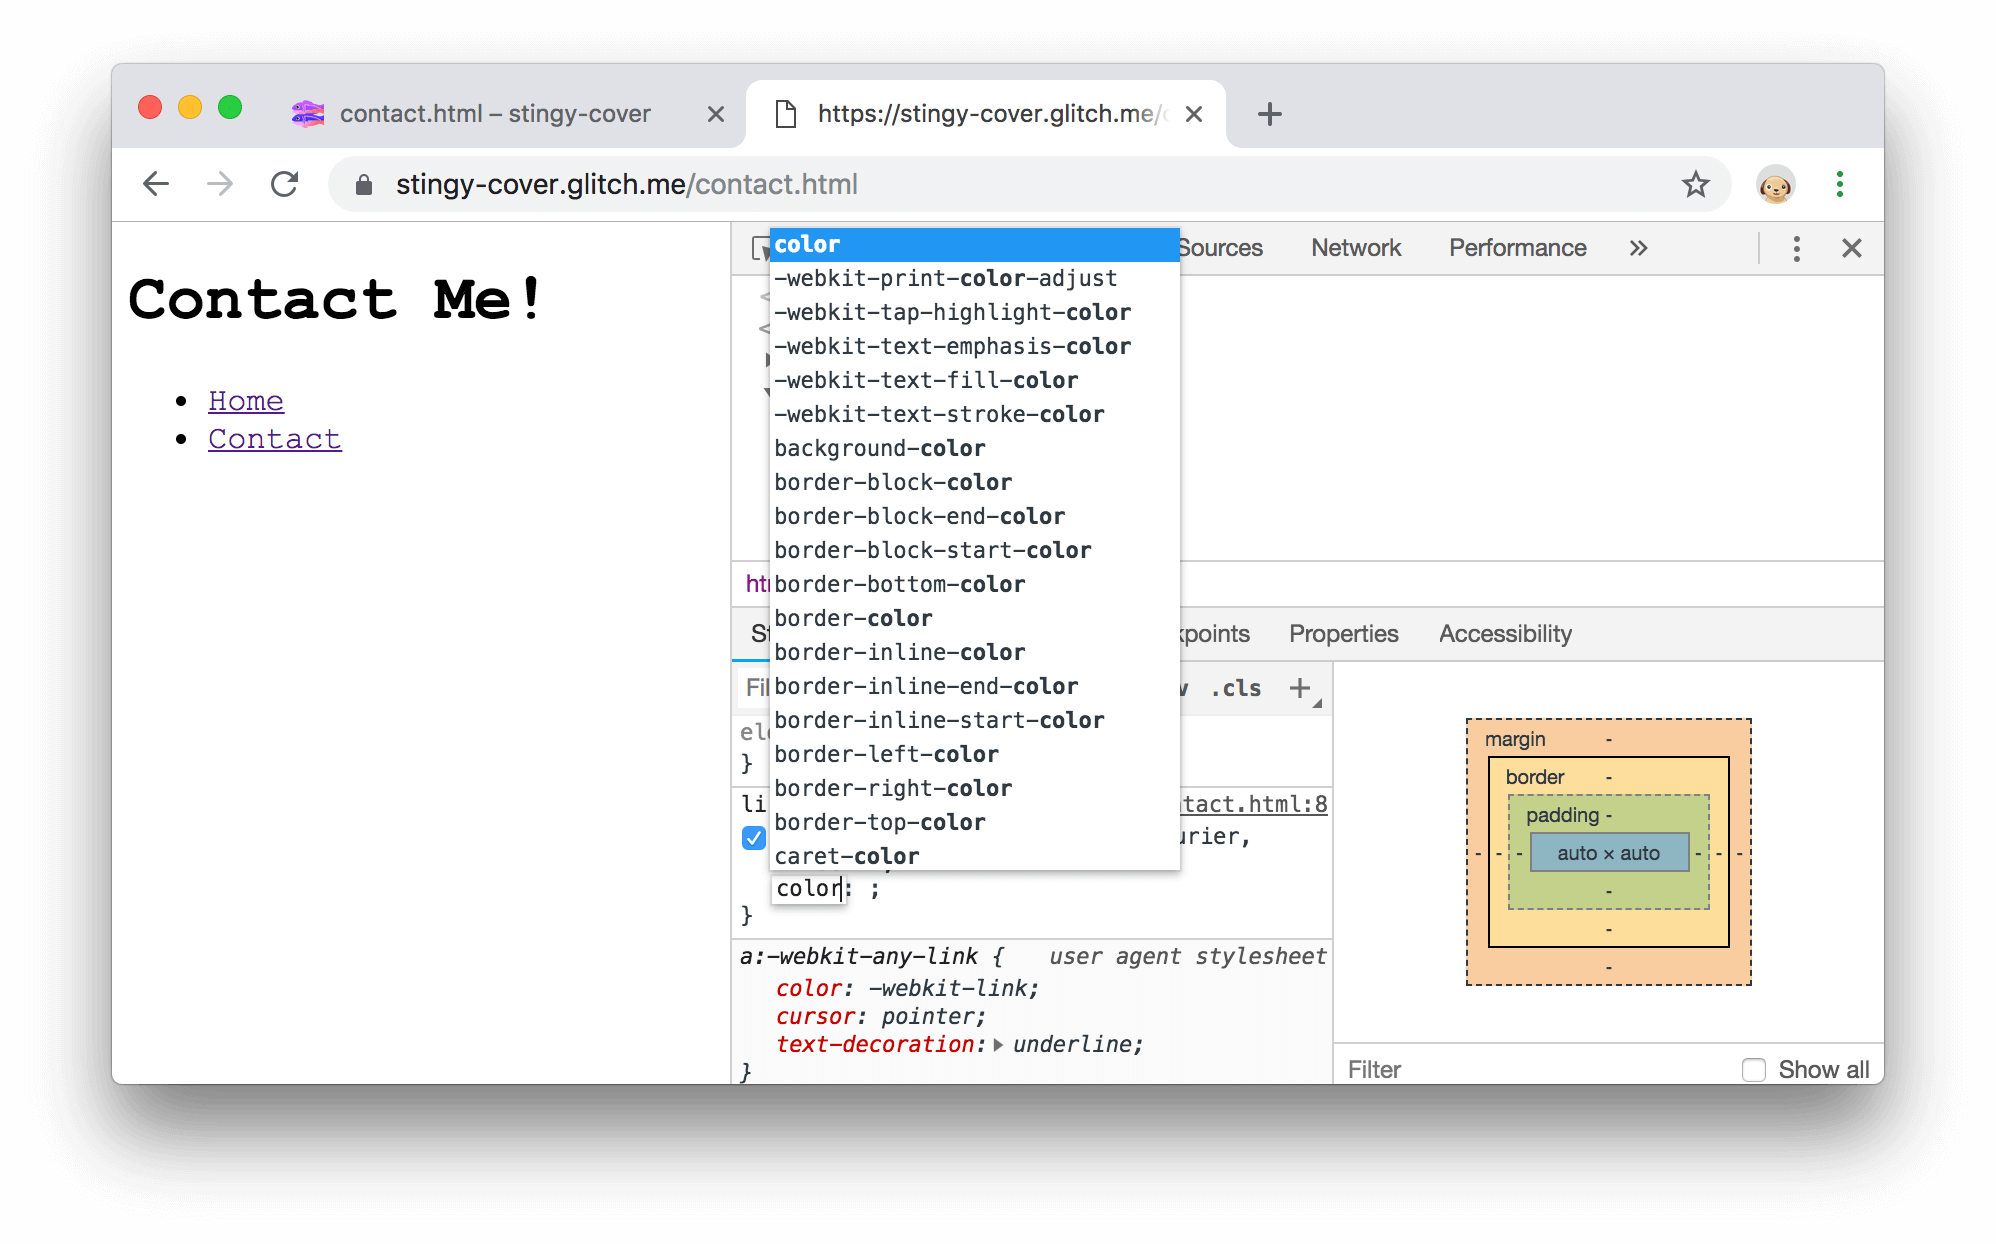 contact.html – stingy-cover
https://stingy-cover.glitch.me/
stingy-cover.glitch.me/contact.html
Contact Me!
Home
Contact
Sources
Network
Performance
color
-webkit-print-color-adjust
-webkit-tap-highlight-color
-webkit-text-emphasis-color
-webkit-text-fill-color
-webkit-text-stroke-color
background-color
border-block-color
border-block-end-color
border-block-start-color
border-bottom-color
border-color
border-inline-color
border-inline-end-color
border-inline-start-color
border-left-color
border-right-color
border-top-color
caret-color
Properties
Accessibility
.cls
}
li
tact.html:8
urier,
color: ;
}
a:-webkit-any-link { user agent stylesheet
color: -webkit-link;
cursor: pointer;
text-decoration: underline;
}
margin -
border -
padding -
- - - auto × auto - - -
-
-
-
Filter
Show all